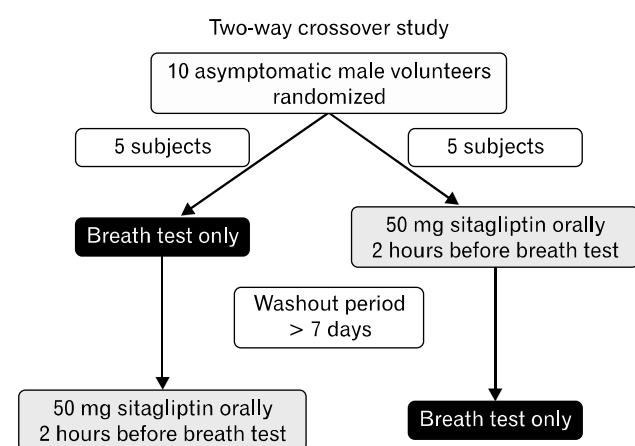 Two-way crossover study
10 asymptomatic male volunteers
randomized
5 subjects
5 subjects
Breath test only
50 mg sitagliptin orally
2 hours before breath test
Washout period
> 7 days
50 mg sitagliptin orally
2 hours before breath test
Breath test only